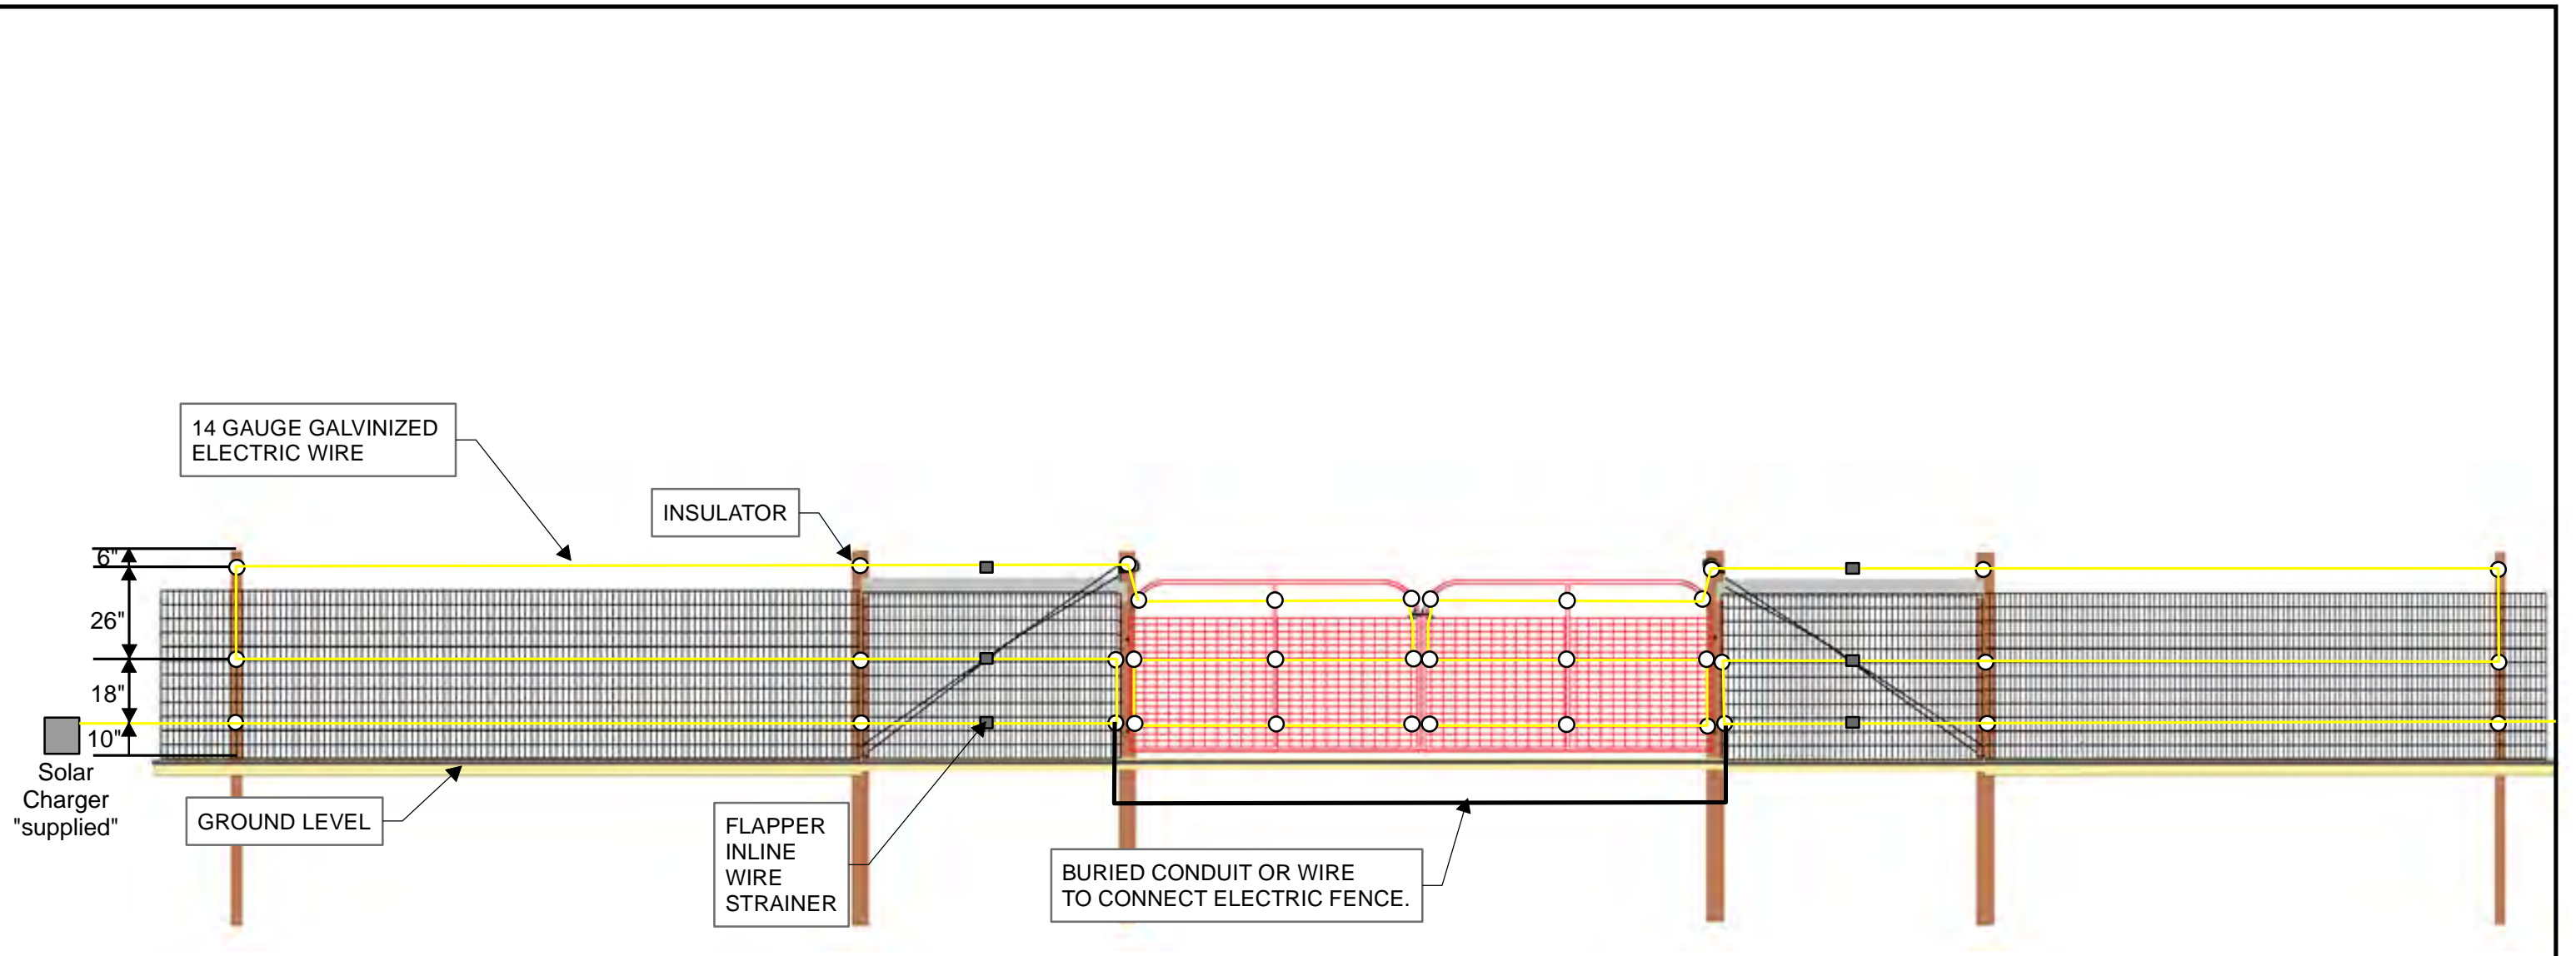 14 GAUGE GALVINIZED
ELECTRIC WIRE
INSULATOR
6"
26"
18"
10"
Solar
Charger
"supplied"
GROUND LEVEL
FLAPPER
INLINE
WIRE
STRAINER
BURIED CONDUIT OR WIRE
TO CONNECT ELECTRIC FENCE.